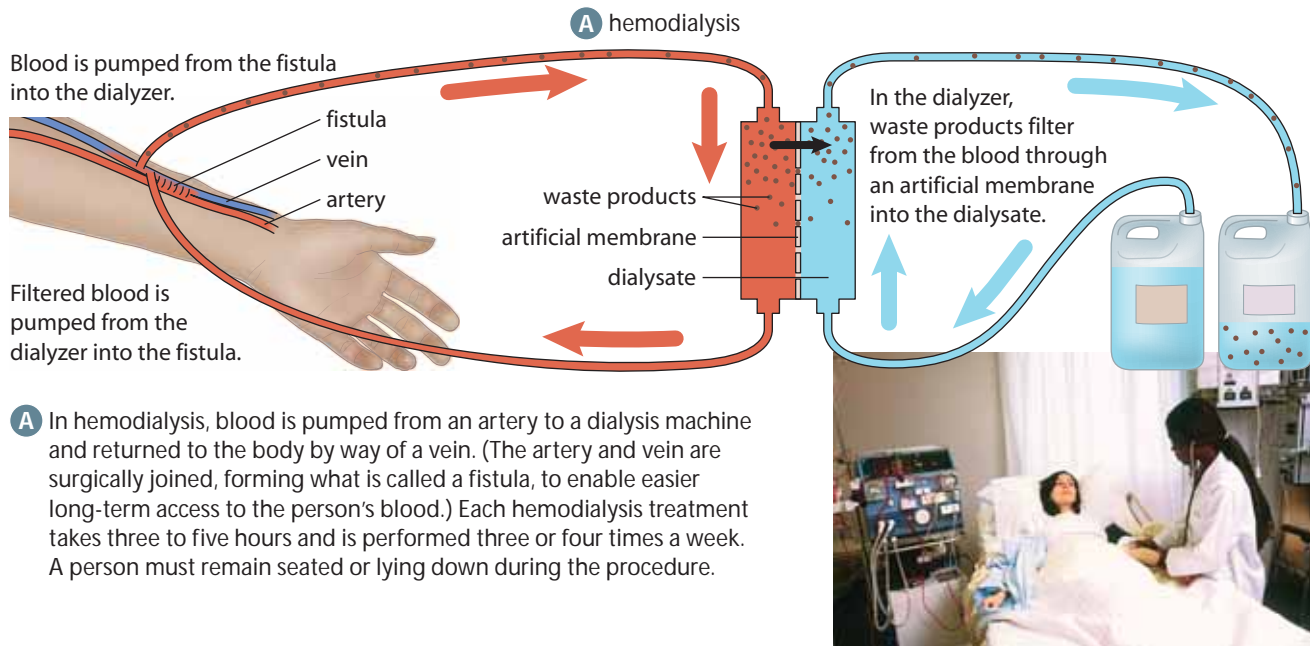 A hemodialysis
Blood is pumped from the fistula
into the dialyzer.
fistula
vein
artery
Filtered blood is
pumped from the
dialyzer into the fistula.
waste products
artificial membrane
dialysate
In the dialyzer,
waste products filter
from the blood through
an artificial membrane
into the dialysate.
A In hemodialysis, blood is pumped from an artery to a dialysis machine
and returned to the body by way of a vein. (The artery and vein are
surgically joined, forming what is called a fistula, to enable easier
long-term access to the person’s blood.) Each hemodialysis treatment
takes three to five hours and is performed three or four times a week.
A person must remain seated or lying down during the procedure.